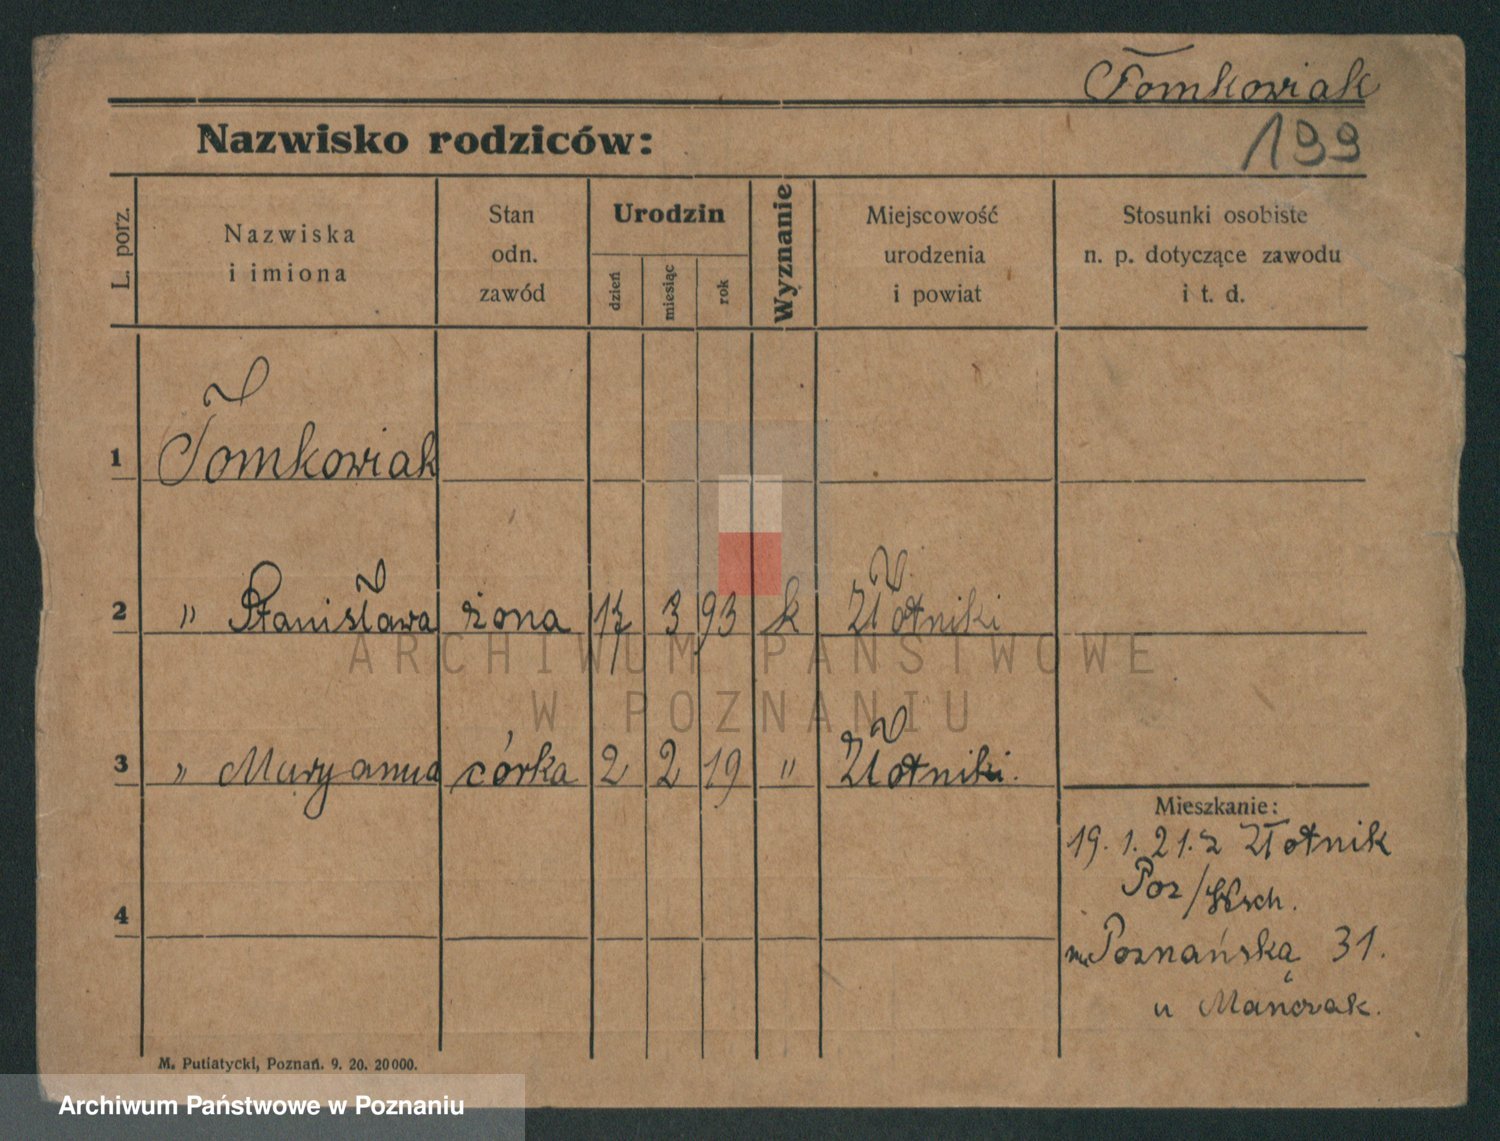 Tomkowiak
199
Nazwisko rodziców:
L. porz.
Nazwiska
i imiona
Stan
odn.
zawód
Urodzin
dzień
miesiąc
rok
Wyznanie
Miejscowość
urodzenia
i powiat
Stosunki osobiste
n. p. dotyczące zawodu
i t. d.
1 Tomkowiak
2 " Stanisława żona 17 3 93 k Złotniki
3 " Maryanna córka 2 2 19 " Złotniki.
Mieszkanie:
19. 1. 21. z Złotnik
Poz/Wsch.
Poznańska 31.
u Mańczak.
4
M. Putiatycki, Poznań. 9. 20. 20000.
ARCHIWUM PAŃSTWOWE
W POZNANIU
Archiwum Państwowe w Poznaniu